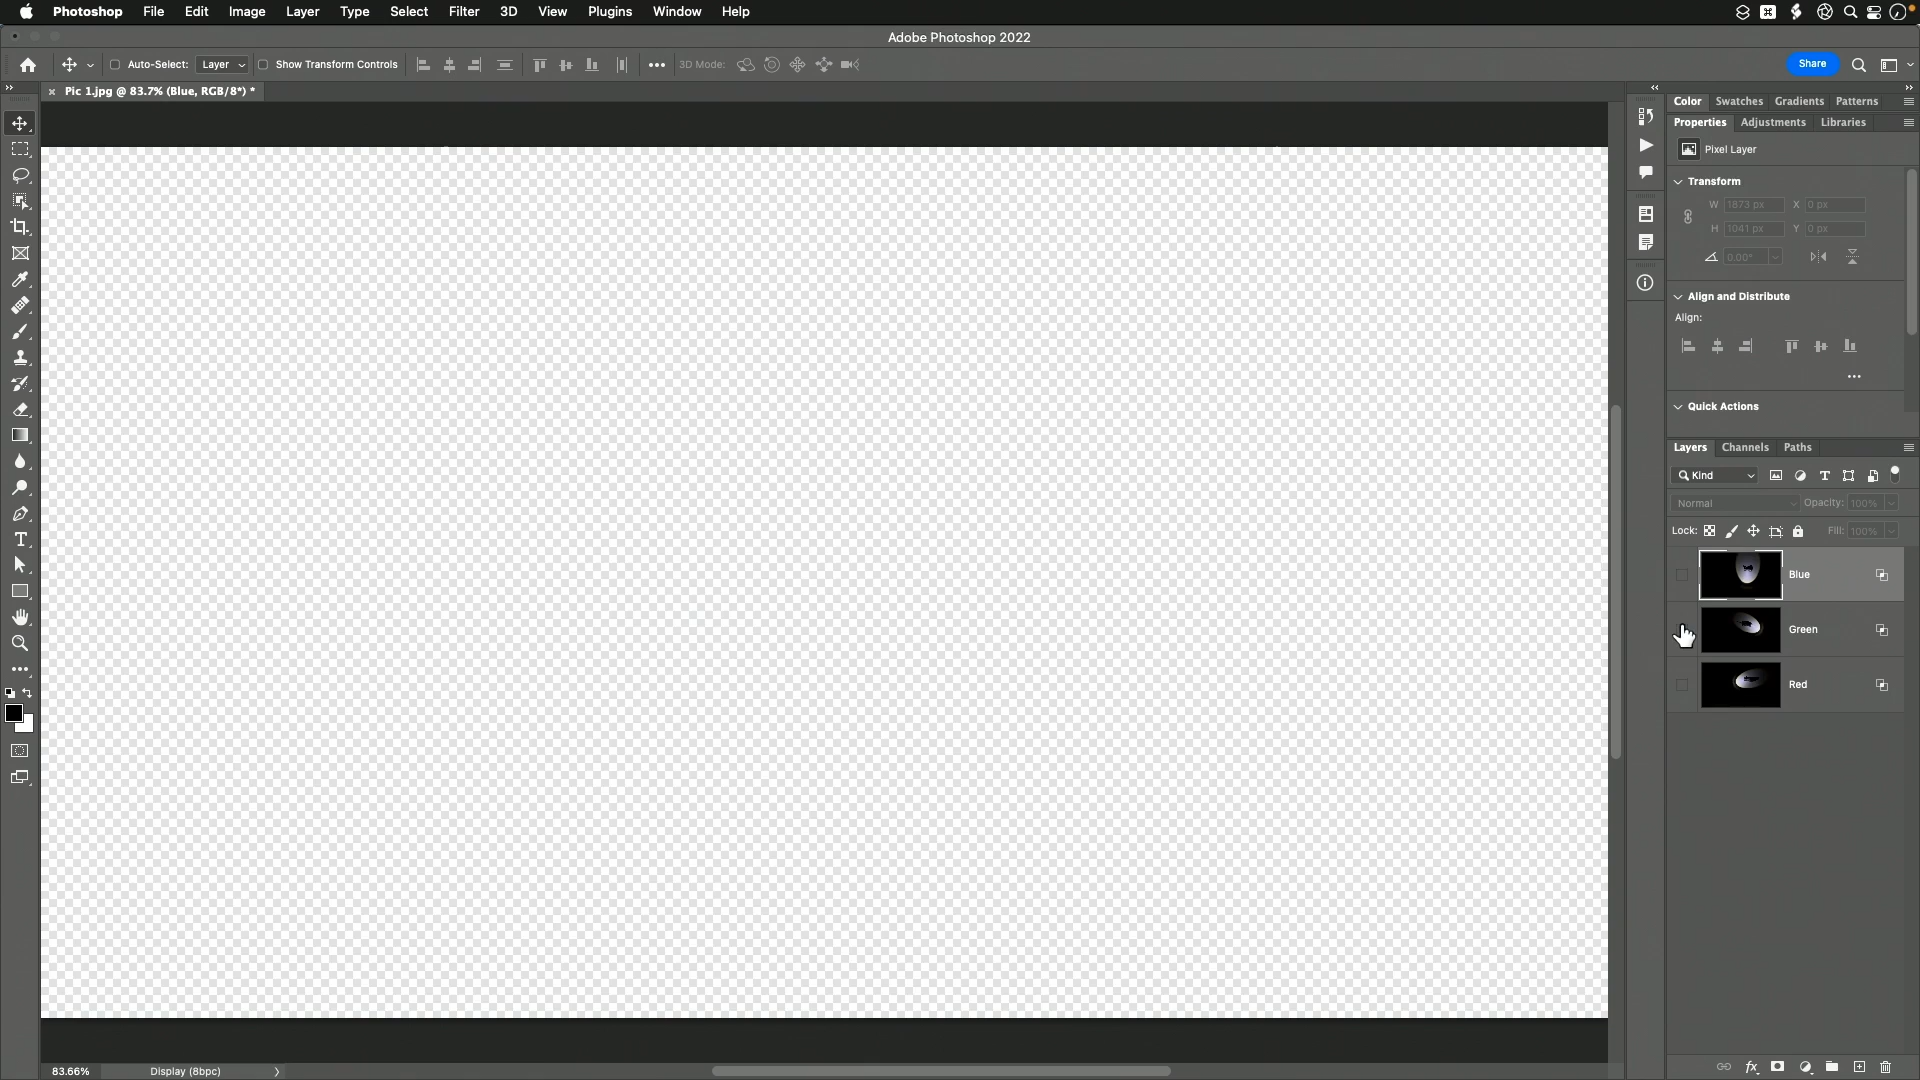 Photoshop File Edit Image Layer Type Select Filter 3D View Plugins Window Help
Adobe Photoshop 2022
Auto-Select: Layer Show Transform Controls 3D Mode: Share
Pic 1.jpg @ 83.7% (Blue, RGB/8*) *
Color Swatches Gradients Patterns
Properties Adjustments Libraries
Pixel Layer
Transform
W 1873 px X 0 px
H 1041 px Y 0 px
0.00°
Align and Distribute
Align:
Quick Actions
Layers Channels Paths
Kind
Normal Opacity: 100%
Lock: Fill: 100%
Blue
Green
Red
83.66% Display (8bpc)